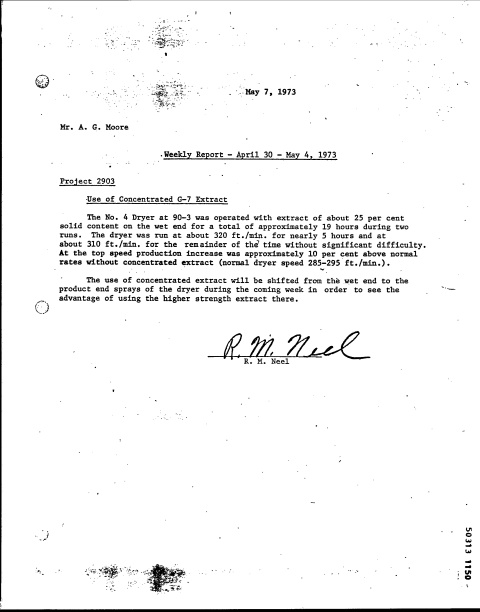 May 7, 1973
Mr. A. G. Moore
Weekly Report - April 30 - May 4, 1973
Project 2903
Use of Concentrated G-7 Extract
The No. 4 Dryer at 90-3 was operated with extract of about 25 per cent
solid content on the wet end for a total of approximately 19 hours during two
runs. The dryer was run at about 320 ft./min. for nearly 5 hours and at
about 310 ft./min. for the remainder of the time without significant difficulty.
At the top speed production increase was approximately 10 per cent above normal
rates without concentrated extract (normal dryer speed 285-295 ft./min.).
The use of concentrated extract will be shifted from the wet end to the
product end sprays of the dryer during the coming week in order to see the
advantage of using the higher strength extract there.
R. M. Neel
R. M. Neel
50313 1150